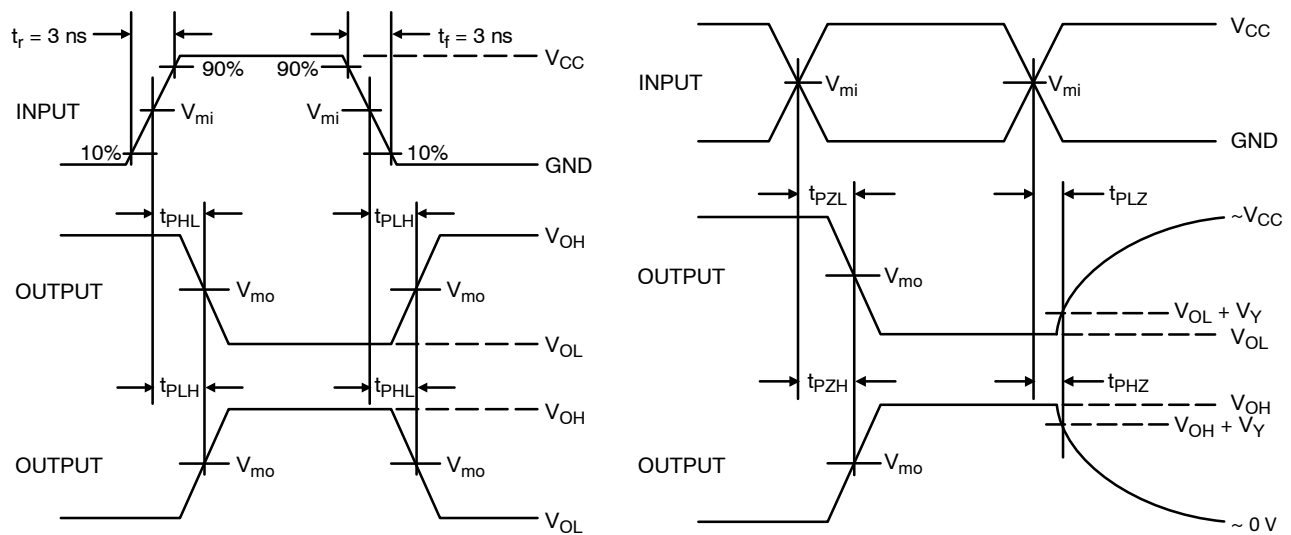 t_r = 3 ns
t_f = 3 ns
V_CC
90%
90%
INPUT
V_mi
V_mi
10%
10%
GND
t_PHL
t_PLH
V_OH
OUTPUT
V_mo
V_mo
V_OL
t_PLH
t_PHL
V_OH
OUTPUT
V_mo
V_mo
V_OL
V_CC
INPUT
V_mi
V_mi
GND
t_PZL
t_PLZ
~V_CC
OUTPUT
V_mo
V_OL + V_Y
V_OL
t_PZH
t_PHZ
V_OH
V_OH + V_Y
OUTPUT
V_mo
~ 0 V